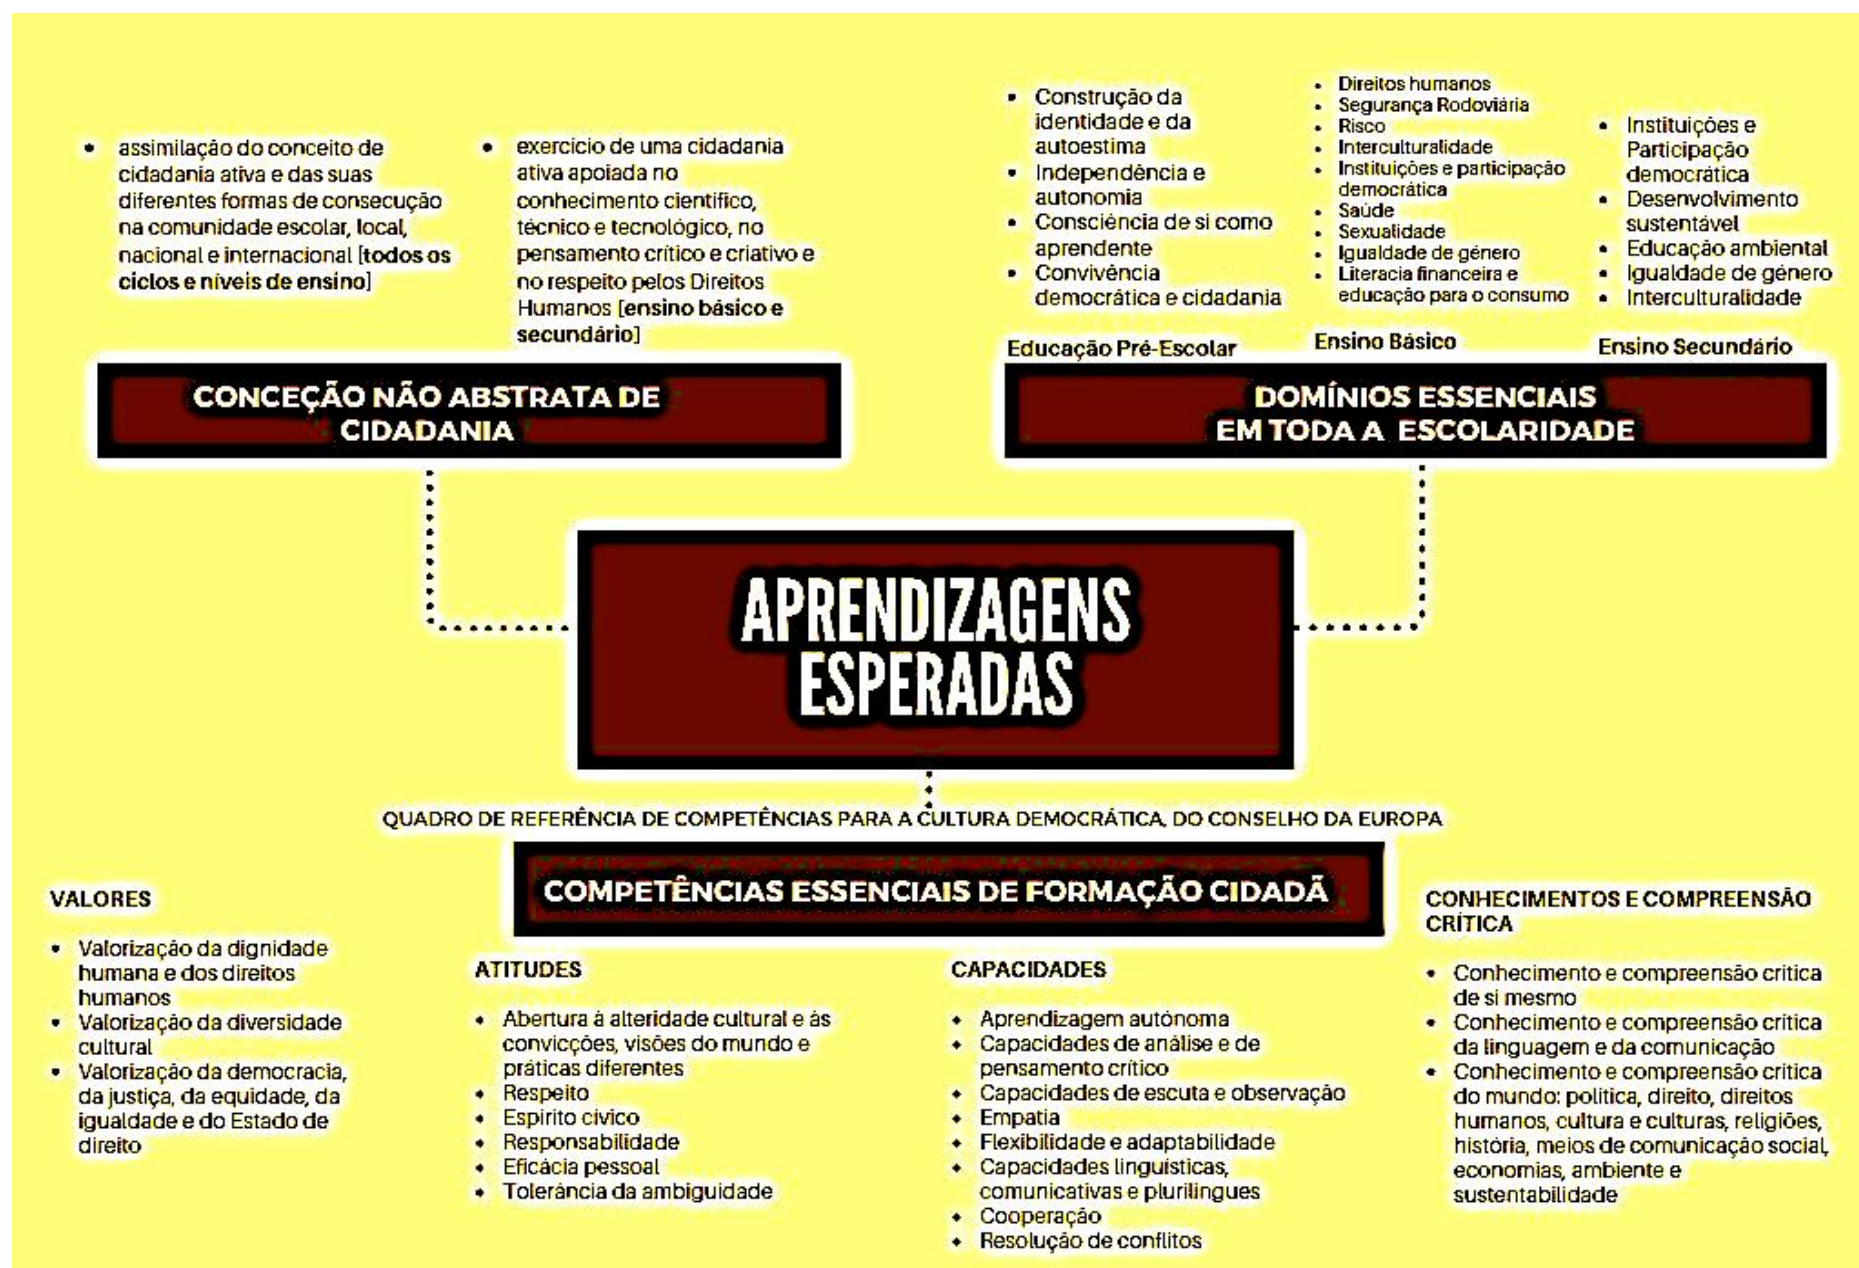 • assimilação do conceito de
cidadania ativa e das suas
diferentes formas de consecução
na comunidade escolar, local,
nacional e internacional [todos os
ciclos e níveis de ensino]
• exercício de uma cidadania
ativa apoiada no
conhecimento científico,
técnico e tecnológico, no
pensamento crítico e criativo e
no respeito pelos Direitos
Humanos [ensino básico e
secundário]
CONCEÇÃO NÃO ABSTRATA DE
CIDADANIA
• Construção da
identidade e da
autoestima
• Independência e
autonomia
• Consciência de si como
aprendente
• Convivência
democrática e cidadania
Educação Pré-Escolar
• Direitos humanos
• Segurança Rodoviária
• Risco
• Interculturalidade
• Instituições e participação
democrática
• Saúde
• Sexualidade
• Igualdade de género
• Literacia financeira e
educação para o consumo
Ensino Básico
• Instituições e
Participação
democrática
• Desenvolvimento
sustentável
• Educação ambiental
• Igualdade de género
• Interculturalidade
Ensino Secundário
DOMÍNIOS ESSENCIAIS
EM TODA A ESCOLARIDADE
APRENDIZAGENS
ESPERADAS
QUADRO DE REFERÊNCIA DE COMPETÊNCIAS PARA A CULTURA DEMOCRÁTICA, DO CONSELHO DA EUROPA
COMPETÊNCIAS ESSENCIAIS DE FORMAÇÃO CIDADÃ
VALORES
• Valorização da dignidade
humana e dos direitos
humanos
• Valorização da diversidade
cultural
• Valorização da democracia,
da justiça, da equidade, da
igualdade e do Estado de
direito
ATITUDES
• Abertura à alteridade cultural e às
convicções, visões do mundo e
práticas diferentes
• Respeito
• Espírito cívico
• Responsabilidade
• Eficácia pessoal
• Tolerância da ambiguidade
CAPACIDADES
• Aprendizagem autónoma
• Capacidades de análise e de
pensamento crítico
• Capacidades de escuta e observação
• Empatia
• Flexibilidade e adaptabilidade
• Capacidades linguísticas,
comunicativas e plurilingues
• Cooperação
• Resolução de conflitos
CONHECIMENTOS E COMPREENSÃO
CRÍTICA
• Conhecimento e compreensão crítica
de si mesmo
• Conhecimento e compreensão crítica
da linguagem e da comunicação
• Conhecimento e compreensão crítica
do mundo: política, direito, direitos
humanos, cultura e culturas, religiões,
história, meios de comunicação social,
economias, ambiente e
sustentabilidade